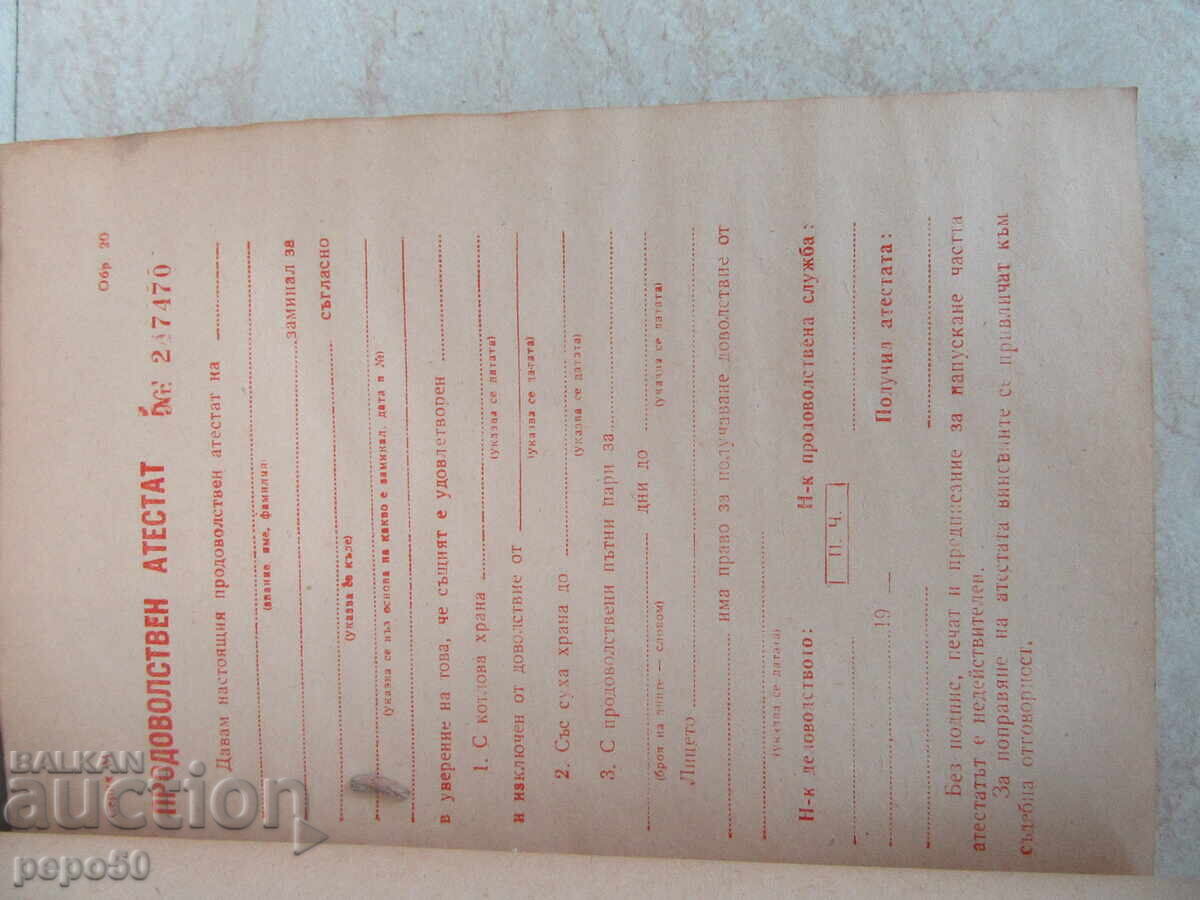 Обр 20
ПРОДОВОЛСТВЕН АТЕСТАТ №
Давам настоящия продоволствен атестат на
(звание, име, фамилия)
заминал за
съгласно
(указва се къде)
(указва се въз основа на какво е заминал, дата и №)
в уверение на това, че същият е удовлетворен
1. С котлова храна
(указва се датата)
и изключен от доволствие от
(указва се датата)
2. Със суха храна до
(указва се датата)
3. С продоволствени пътни пари за
дни до
(броя на дните — словом) (указва се датата)
Лицето
има право за получаване доволствие от
(указва се датата)
Н-к деловодството: Н-к продоволствена служба:
П. Ч.
19 — Получил атестата:
Без подпис, печат и предписание за напускане частта
атестатът е недействителен.
За поправяне на атестата виновните се привличат към
съдебна отговорност.
BALKAN
auction
pepo50